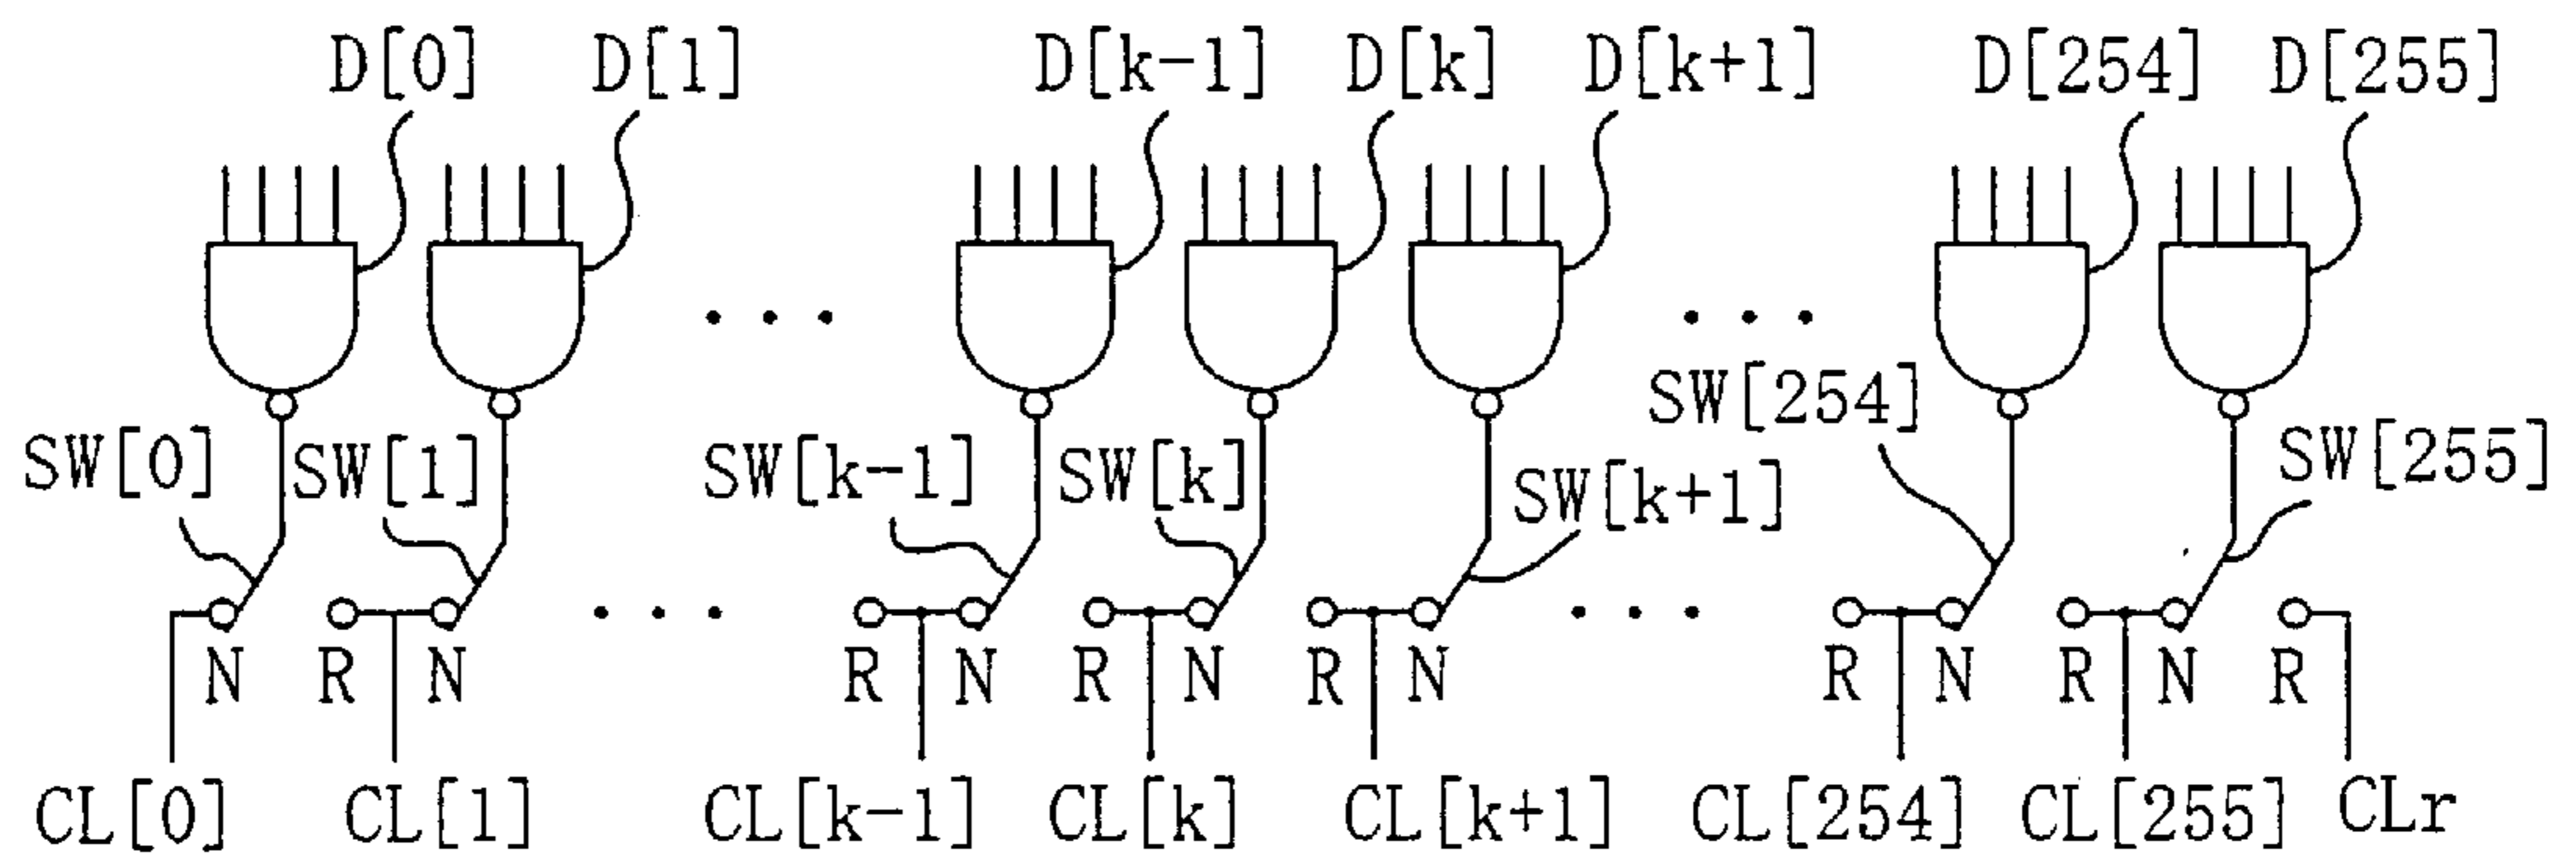 D[0] D[1] D[k-1] D[k] D[k+1] D[254] D[255]
SW[254]
SW[0] SW[1] SW[k-1] SW[k] SW[k+1] SW[255]
N R N R N R N R N R N R N R
CL[0] CL[1] CL[k-1] CL[k] CL[k+1] CL[254] CL[255] CLr